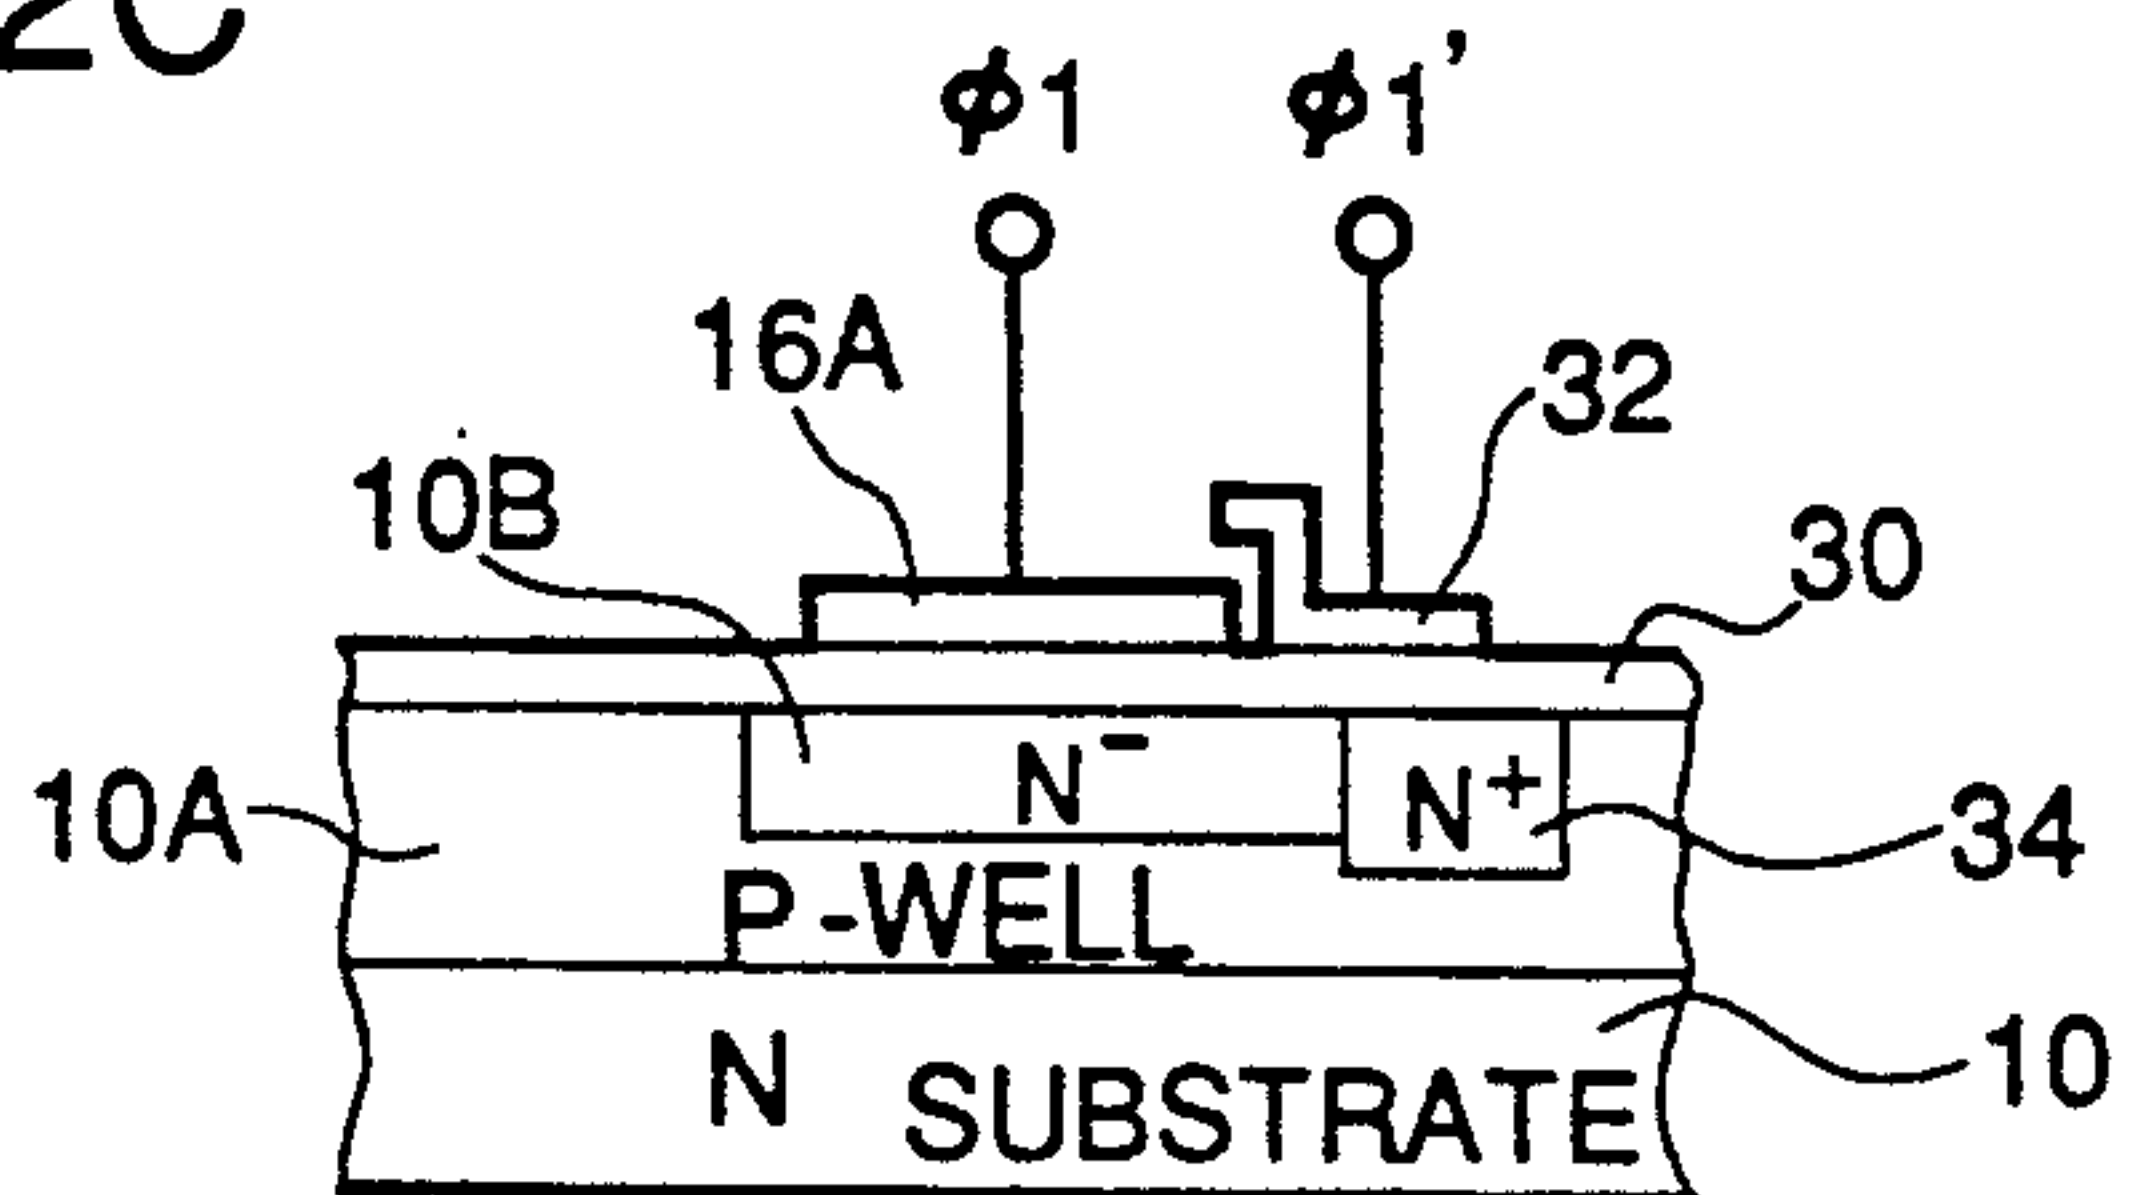 2C
ϕ1 ϕ1’
16A
32
10B
30
N⁻
N⁺
10A
34
P-WELL
N SUBSTRATE
10